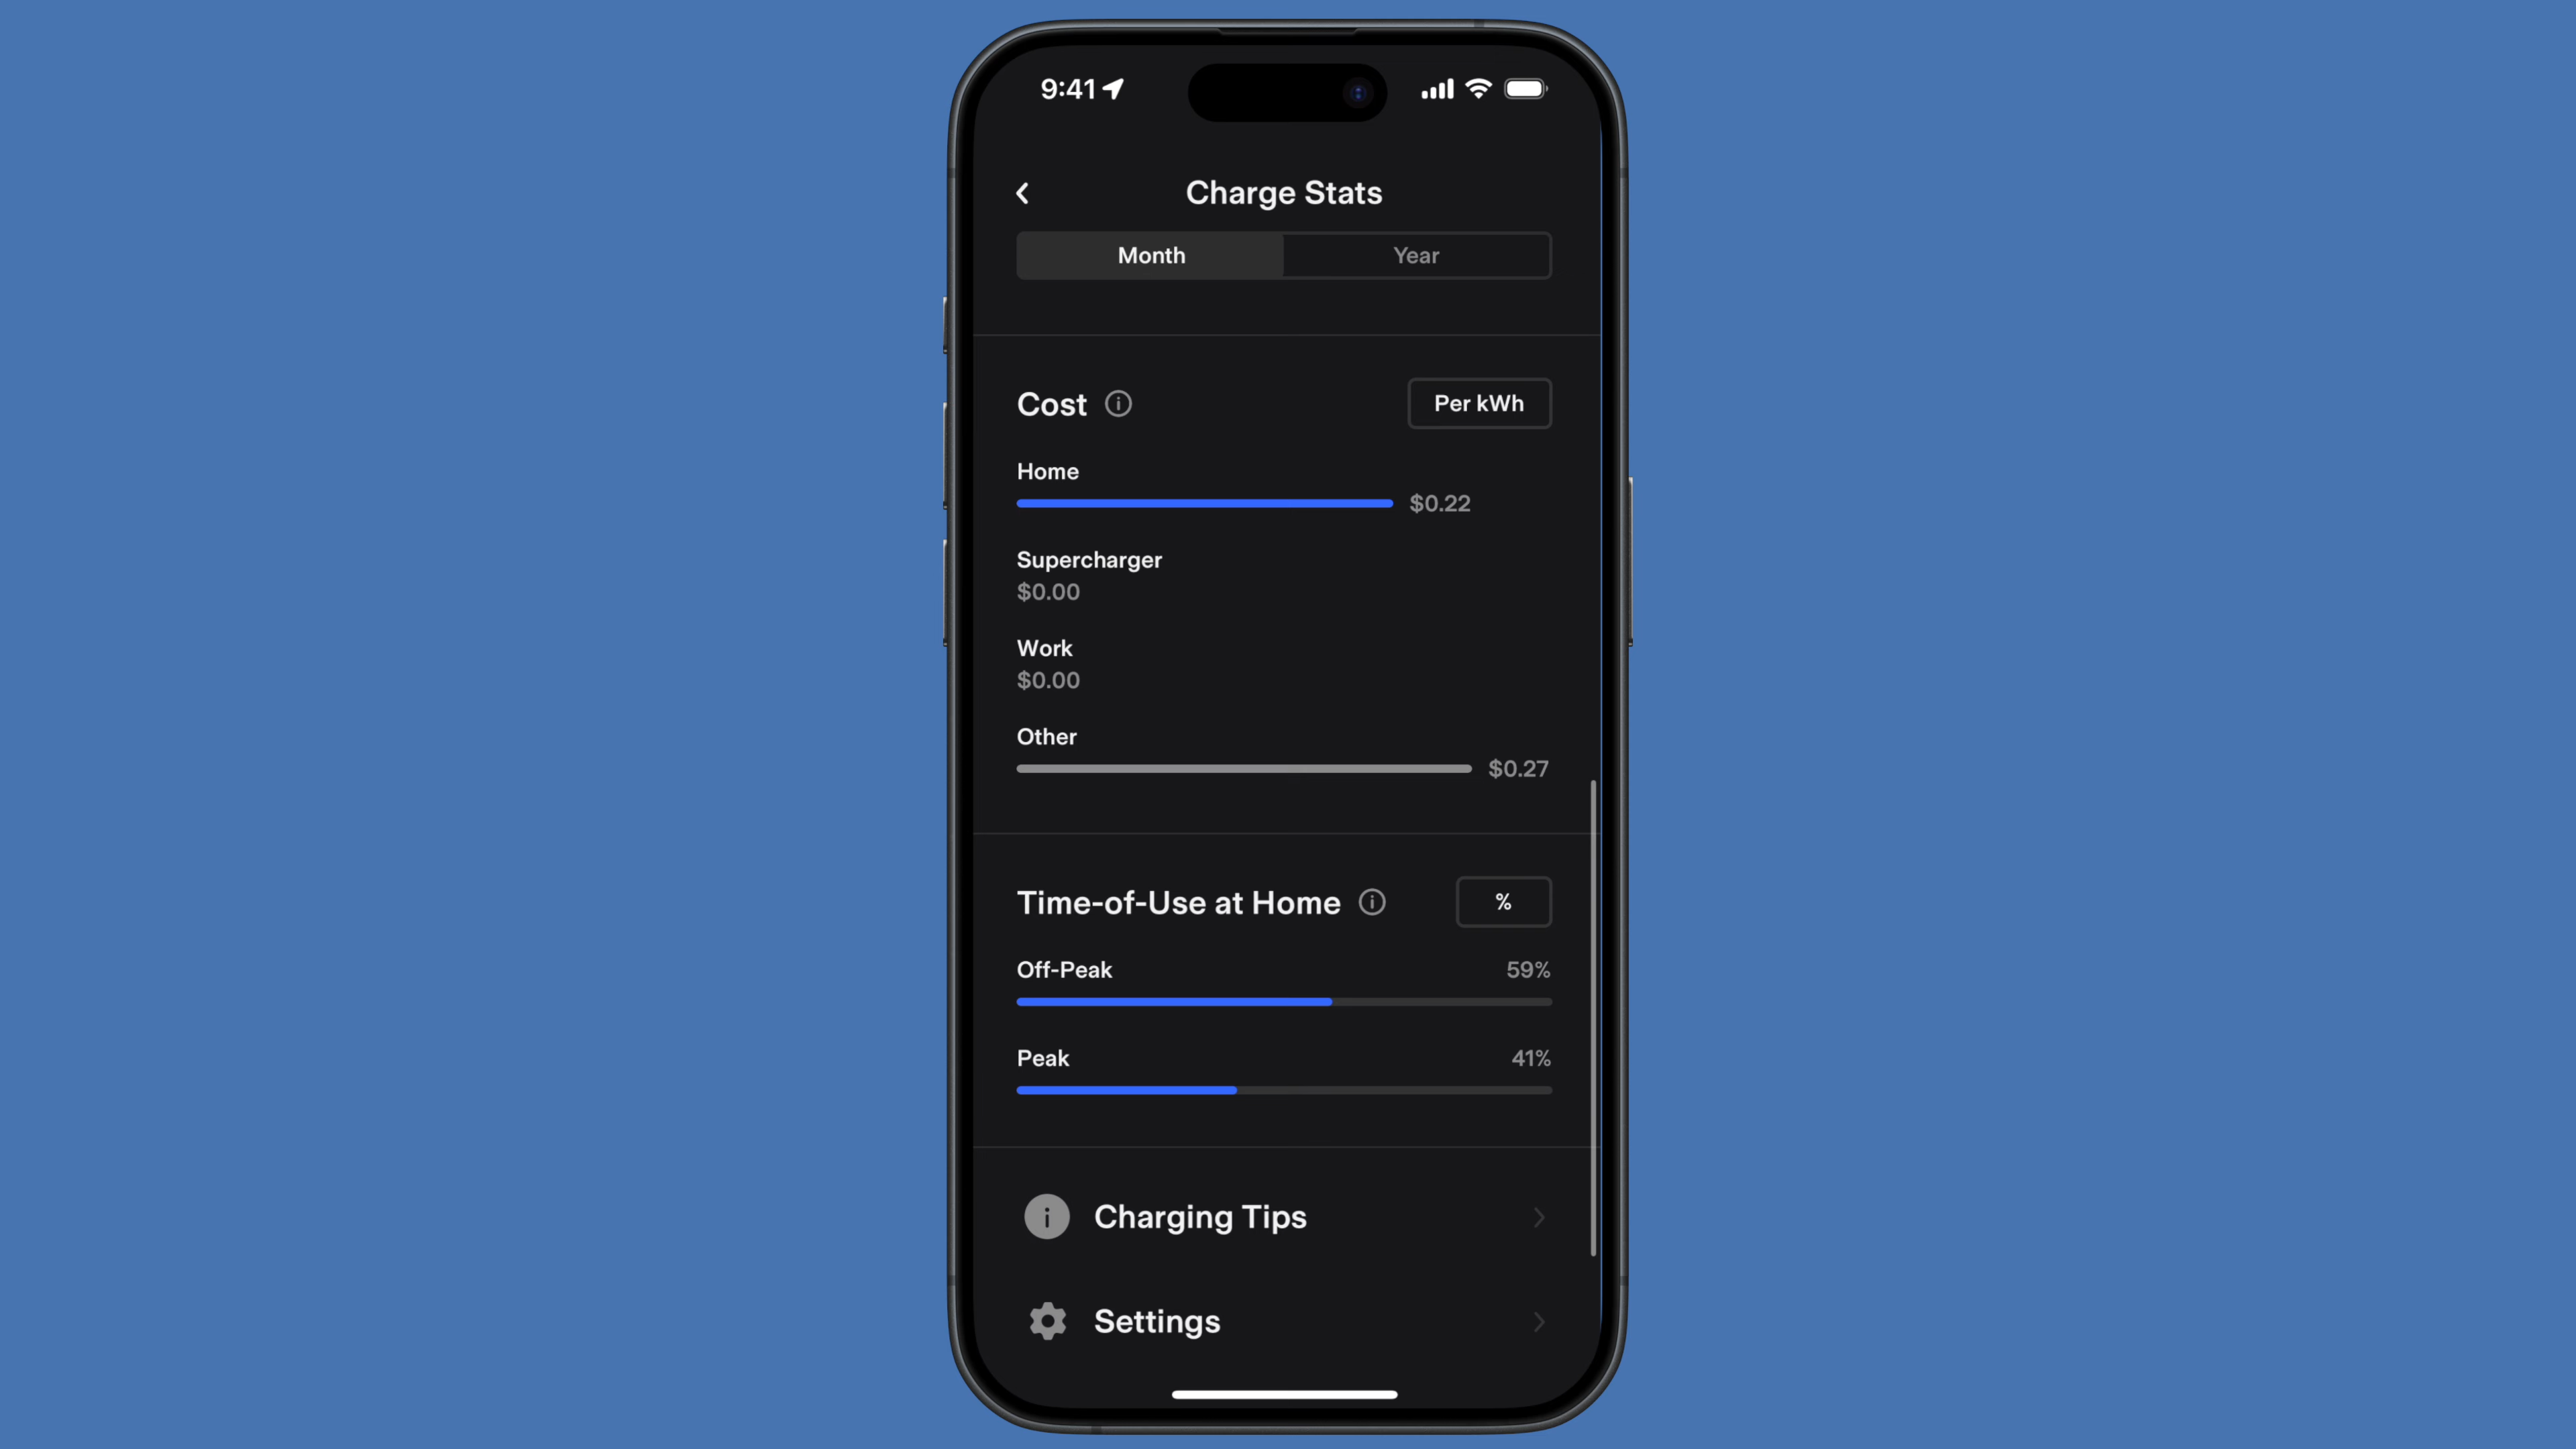 9:41
Charge Stats
Month
Year
Cost
Per kWh
Home
$0.22
Supercharger
$0.00
Work
$0.00
Other
$0.27
Time-of-Use at Home
%
Off-Peak
59%
Peak
41%
Charging Tips
Settings